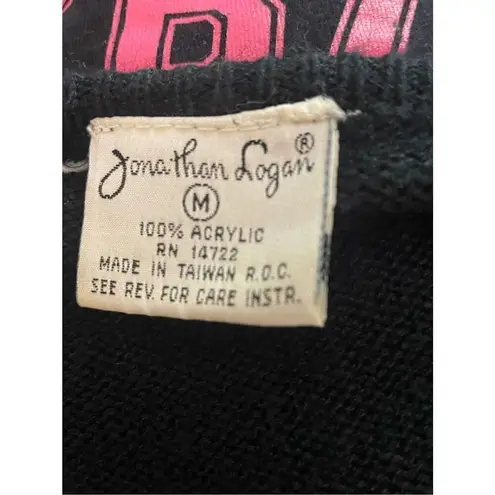 Jonathan Logan®
M
100% ACRYLIC
RN 14722
MADE IN TAIWAN R.O.C.
SEE REV. FOR CARE INSTR.